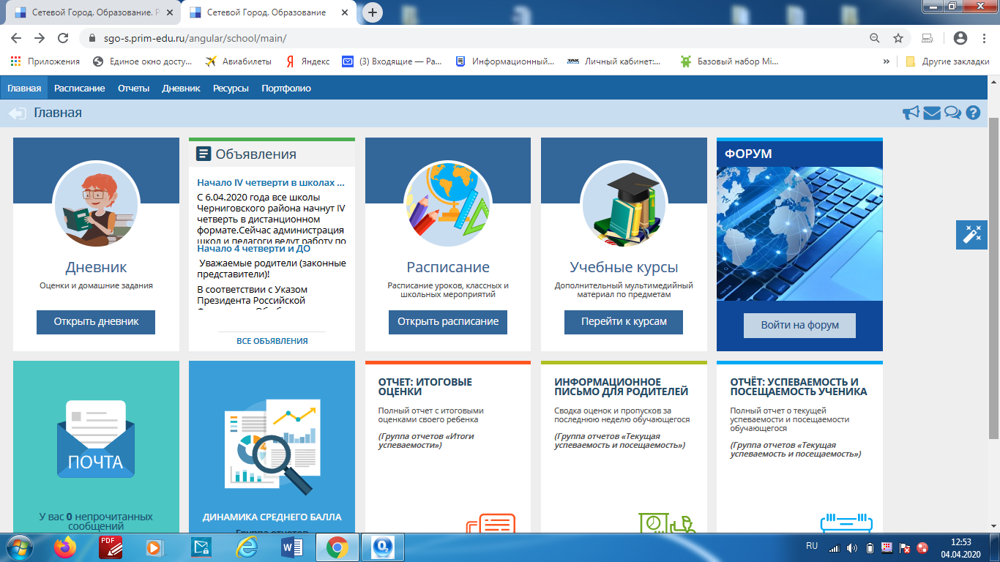 Сетевой Город. Образование. Р
Сетевой Город. Образование
sgo-s.prim-edu.ru/angular/school/main/
Приложения
Единое окно досту...
Авиабилеты
Яндекс
(3) Входящие — Ра...
Информационный...
Личный кабинет:...
Базовый набор Mi...
»
Другие закладки
Главная Расписание Отчеты Дневник Ресурсы Портфолио
Главная
Дневник
Оценки и домашние задания
Открыть дневник
Объявления
Начало IV четверти в школах ...
С 6.04.2020 года все школы
Черниговского района начнут IV
четверть в дистанционном
формате.Сейчас администрация
школ и педагоги ведут работу по
Начало 4 четверти и ДО
Уважаемые родители (законные
представители)!
В соответствии с Указом
Президента Российской
ВСЕ ОБЪЯВЛЕНИЯ
Расписание
Расписание уроков, классных и
школьных мероприятий
Открыть расписание
Учебные курсы
Дополнительный мультимедийный
материал по предметам
Перейти к курсам
ФОРУМ
Войти на форум
ПОЧТА
У вас 0 непрочитанных
сообщений
ДИНАМИКА СРЕДНЕГО БАЛЛА
Группа отчетов
ОТЧЕТ: ИТОГОВЫЕ
ОЦЕНКИ
Полный отчет с итоговыми
оценками своего ребенка
(Группа отчетов «Итоги
успеваемости»)
ИНФОРМАЦИОННОЕ
ПИСЬМО ДЛЯ РОДИТЕЛЕЙ
Сводка оценок и пропусков за
последнюю неделю обучающегося
(Группа отчетов «Текущая
успеваемость и посещаемость»)
ОТЧЁТ: УСПЕВАЕМОСТЬ И
ПОСЕЩАЕМОСТЬ УЧЕНИКА
Полный отчет о текущей
успеваемости и посещаемости
обучающегося
(Группа отчетов «Текущая
успеваемость и посещаемость»)
PDF
RU
12:53
04.04.2020